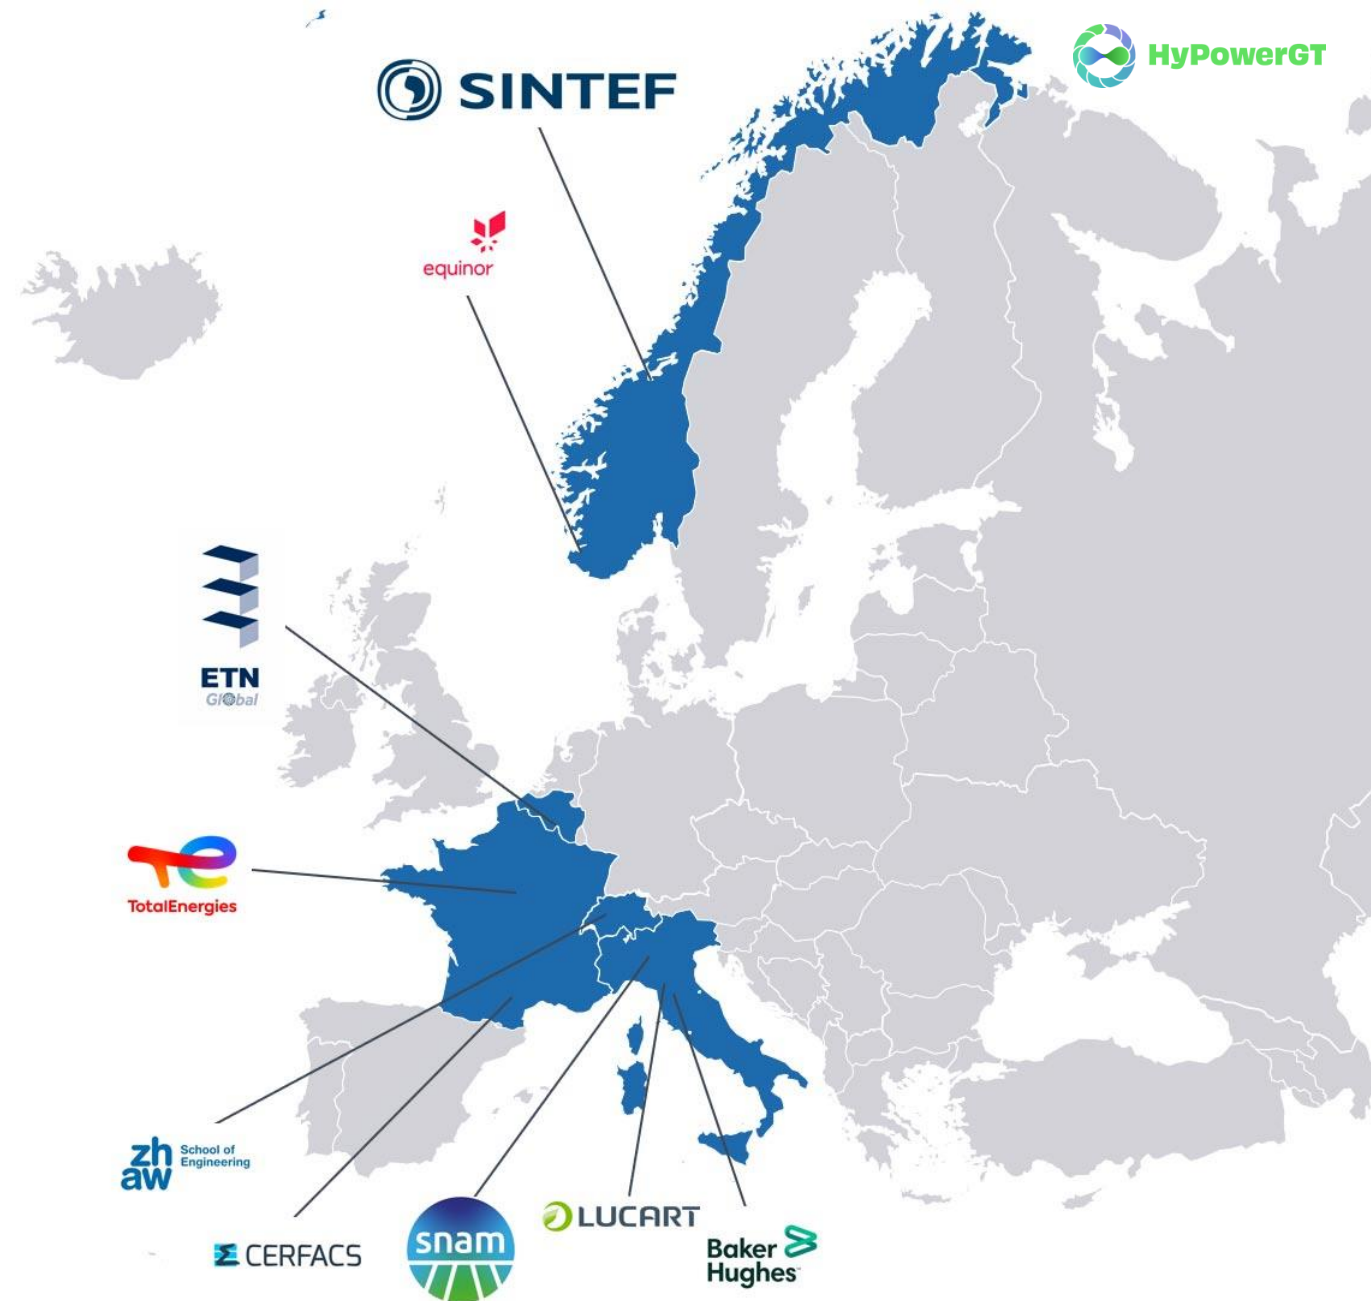 HyPowerGT
SINTEF
equinor
ETN
Global
TotalEnergies
zh
aw
School of
Engineering
CERFACS
snam
LUCART
Baker
Hughes